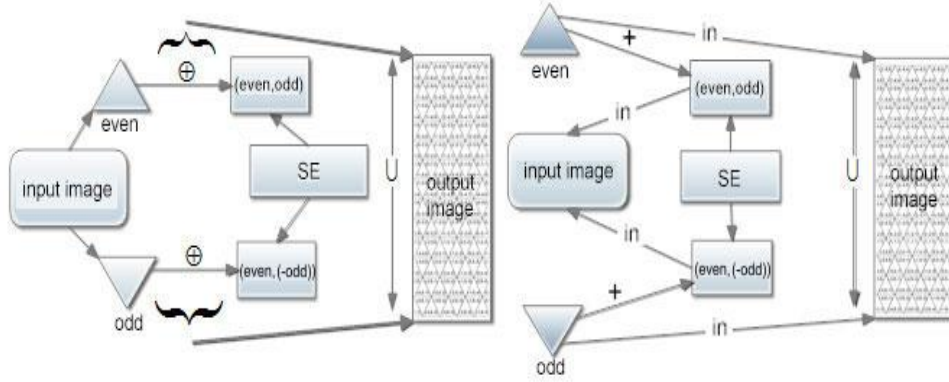 ⊕
(even,odd)
even
input image
SE
∪
output
image
⊕
(even,(-odd))
odd
in
+
even
(even,odd)
in
input image
SE
∪
output
image
in
(even,(-odd))
+
odd
in